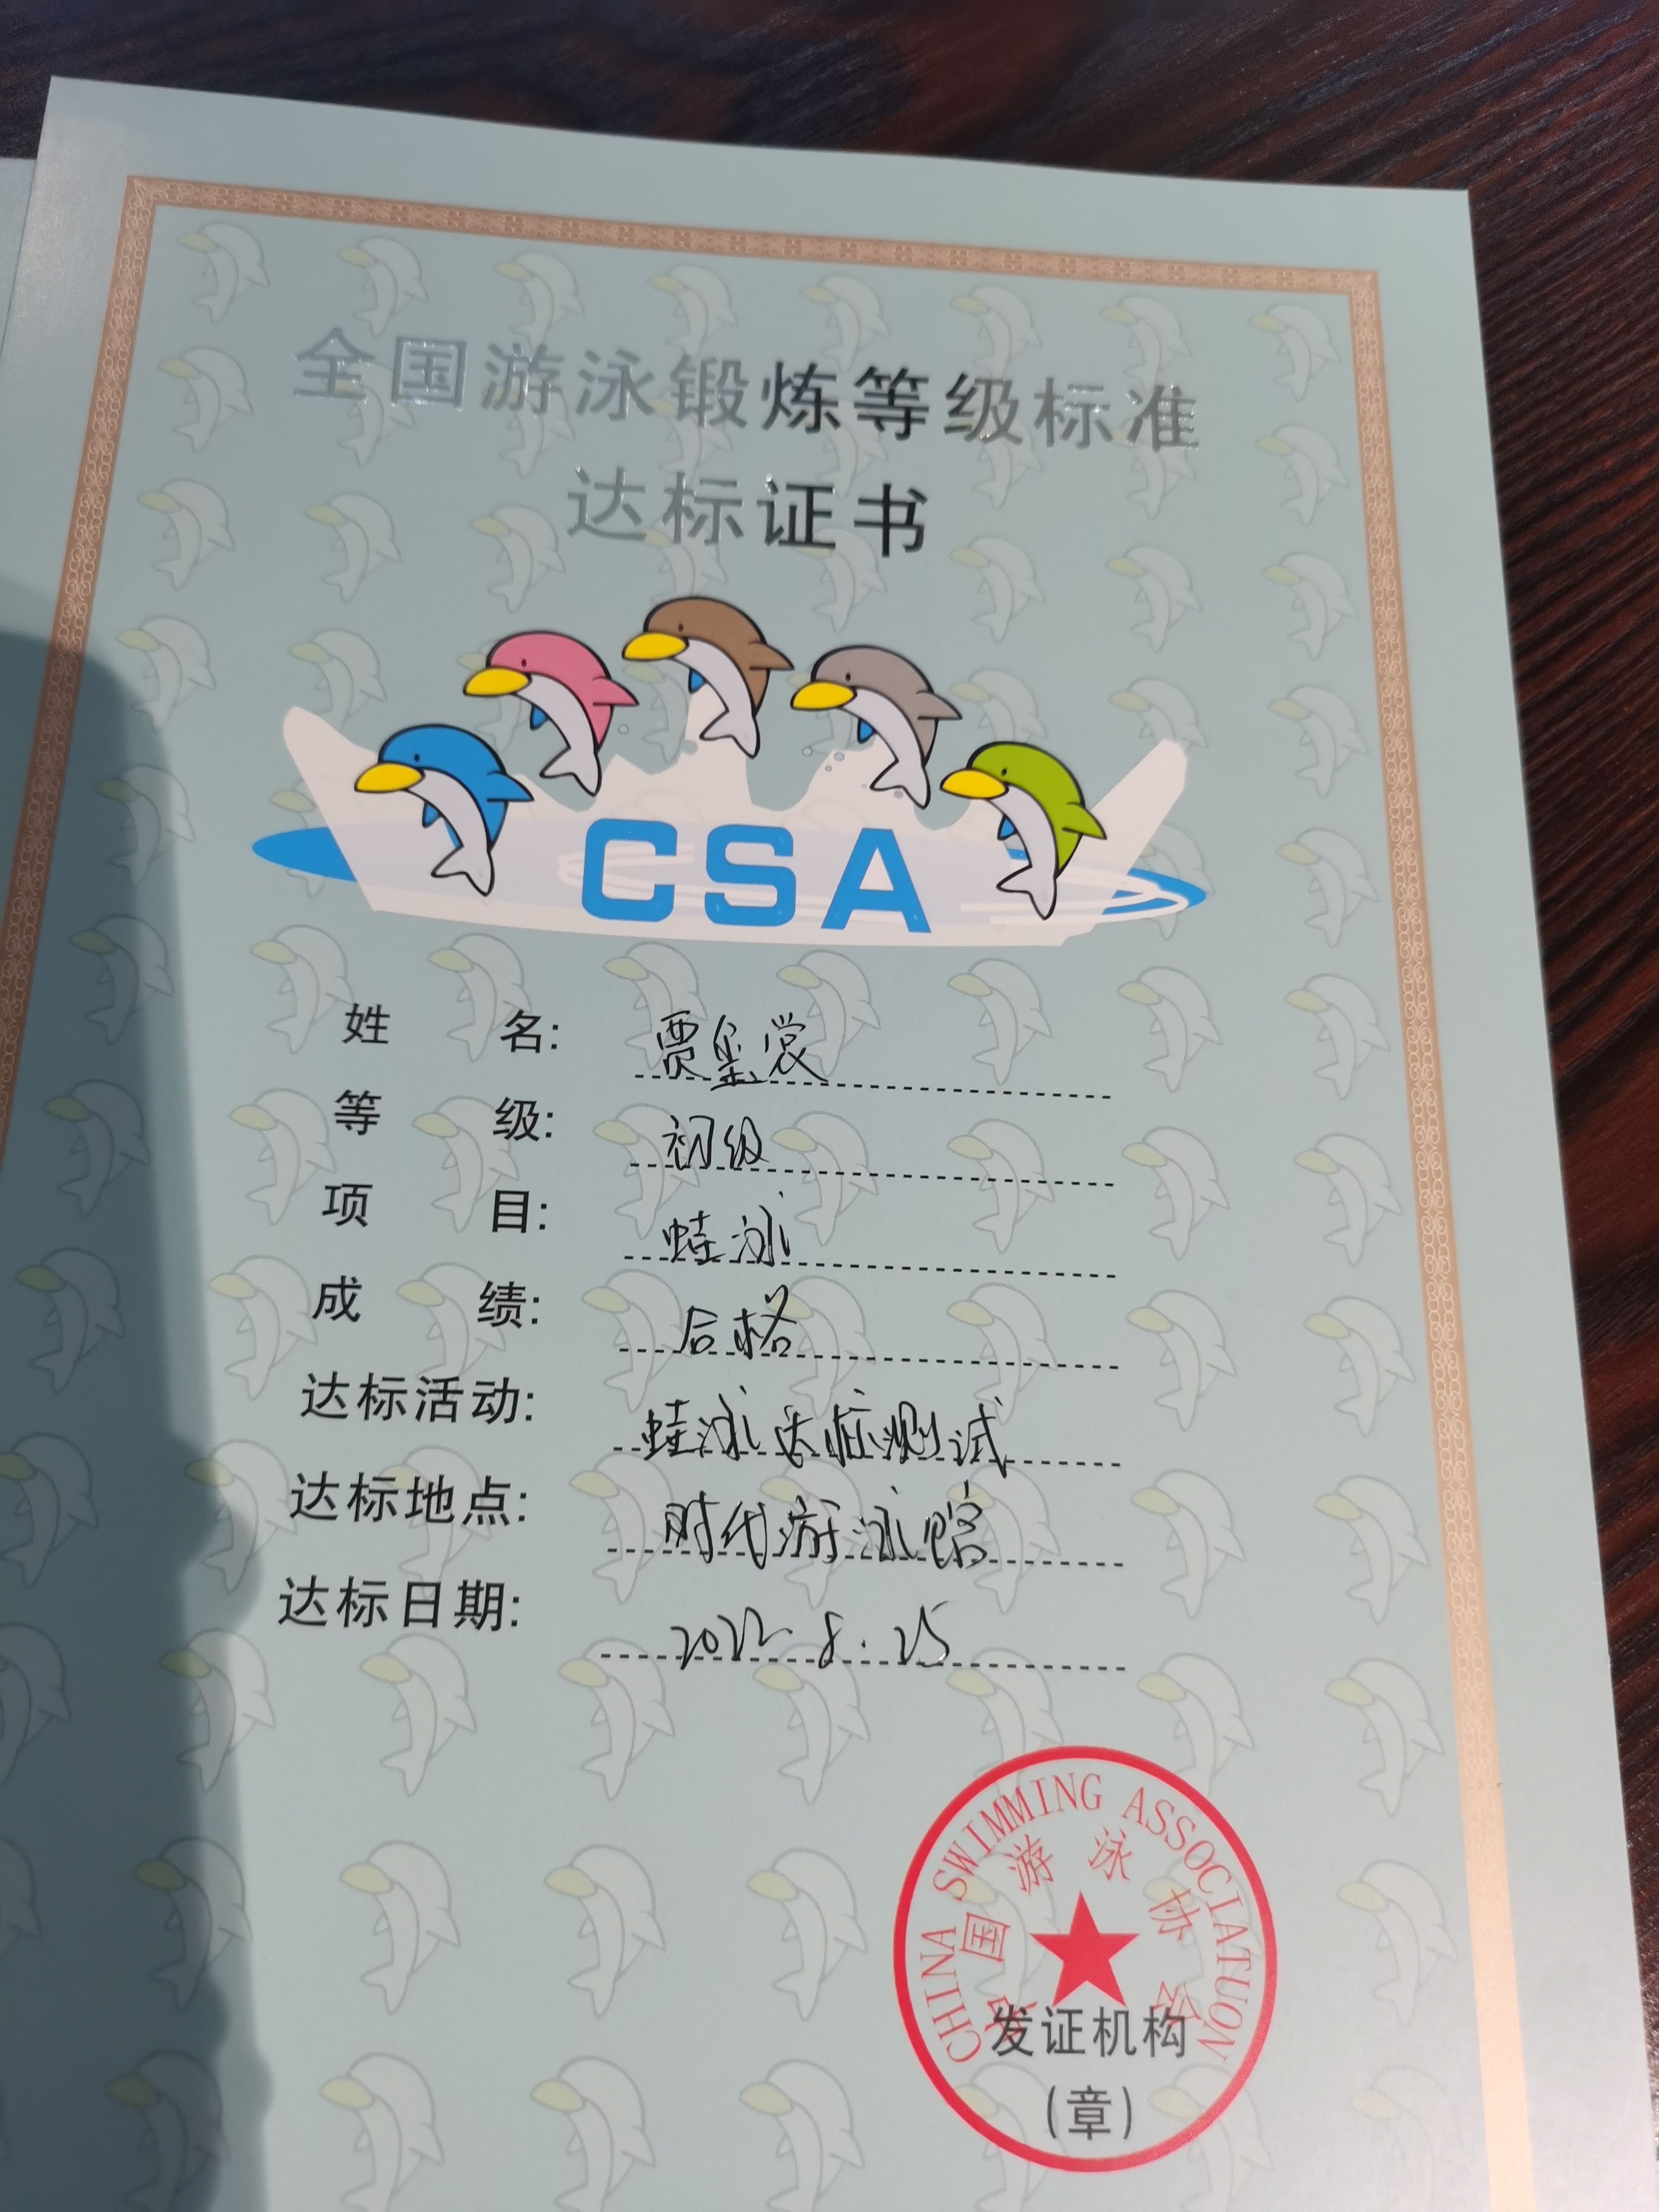 全国游泳锻炼等级标准
达标证书
CSA
姓 名: 贾玺裳
等 级: 初级
项 目: 蛙泳
成 绩: 合格
达标活动: 蛙泳达标测试
达标地点: 时代游泳馆
达标日期: 2022.8.25
CHINA SWIMMING ASSOCIATUON
中国游泳协会
发证机构
(章)